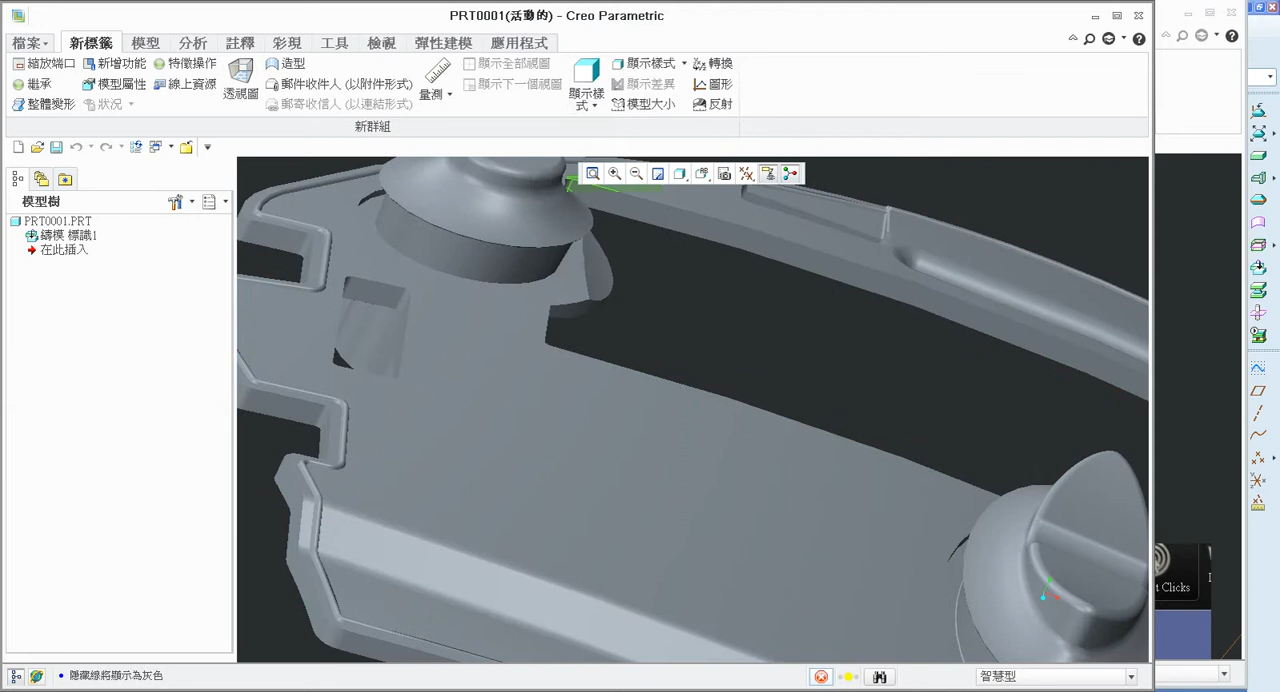 PRT0001(活動的) - Creo Parametric
檔案 新標籤 模型 分析 註釋 彩現 工具 檢視 彈性建模 應用程式
縮放端口 新增功能 特徵操作 造型 顯示全部視圖 顯示樣式 轉換
繼承 模型屬性 線上資源 透視圖 郵件收件人 (以附件形式) 量測 顯示下一個視圖 顯示樣式 顯示差異 圖形
整體變形 狀況 郵寄收信人 (以連結形式) 模型大小 反射
新群組
模型樹
PRT0001.PRT
鑄模 標識1
在此插入
t Clicks
隱藏線將顯示為灰色
智慧型